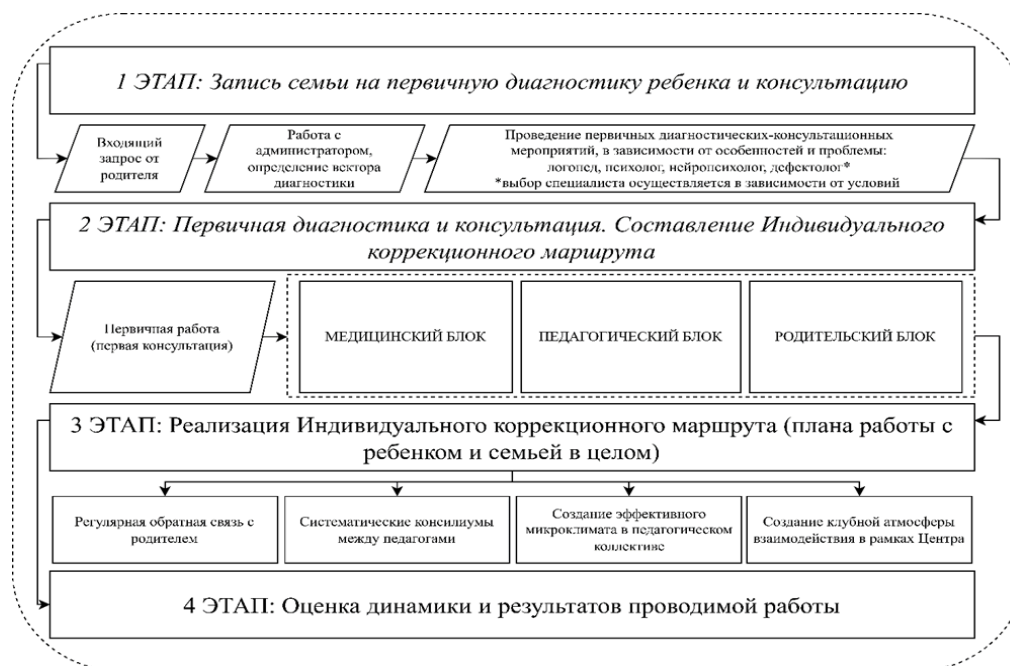 1 ЭТАП: Запись семьи на первичную диагностику ребенка и консультацию
Входящий
запрос от
родителя
Работа с
администратором,
определение вектора
диагностики
Проведение первичных диагностических-консультационных
мероприятий, в зависимости от особенностей и проблемы:
логопед, психолог, нейропсихолог, дефектолог*
*выбор специалиста осуществляется в зависимости от условий
2 ЭТАП: Первичная диагностика и консультация. Составление Индивидуального
коррекционного маршрута
Первичная работа
(первая консультация)
МЕДИЦИНСКИЙ БЛОК
ПЕДАГОГИЧЕСКИЙ БЛОК
РОДИТЕЛЬСКИЙ БЛОК
3 ЭТАП: Реализация Индивидуального коррекционного маршрута (плана работы с
ребенком и семьей в целом)
Регулярная обратная связь с
родителем
Систематические консилиумы
между педагогами
Создание эффективного
микроклимата в педагогическом
коллективе
Создание клубной атмосферы
взаимодействия в рамках Центра
4 ЭТАП: Оценка динамики и результатов проводимой работы